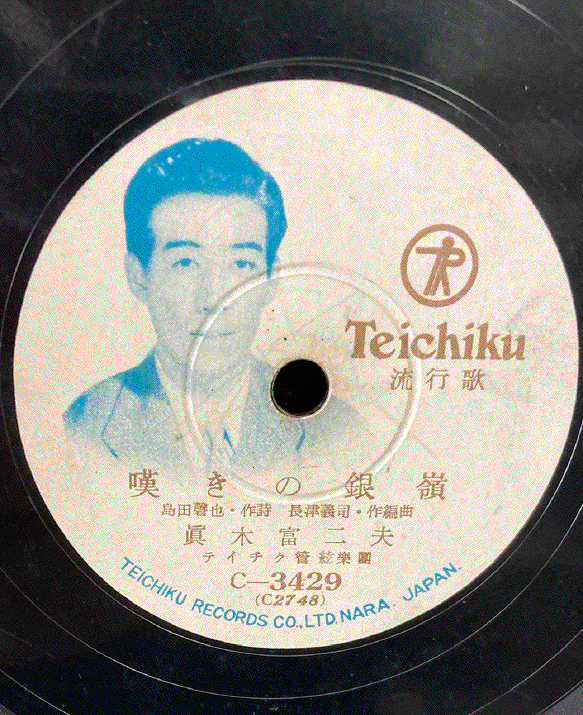 Teichiku
流行歌
嘆きの銀嶺
島田磬也・作詩 長津義司・作編曲
眞木富二夫
テイチク管絃樂團
C—3429
(C2748)
TEICHIKU RECORDS CO.,LTD. NARA. JAPAN.